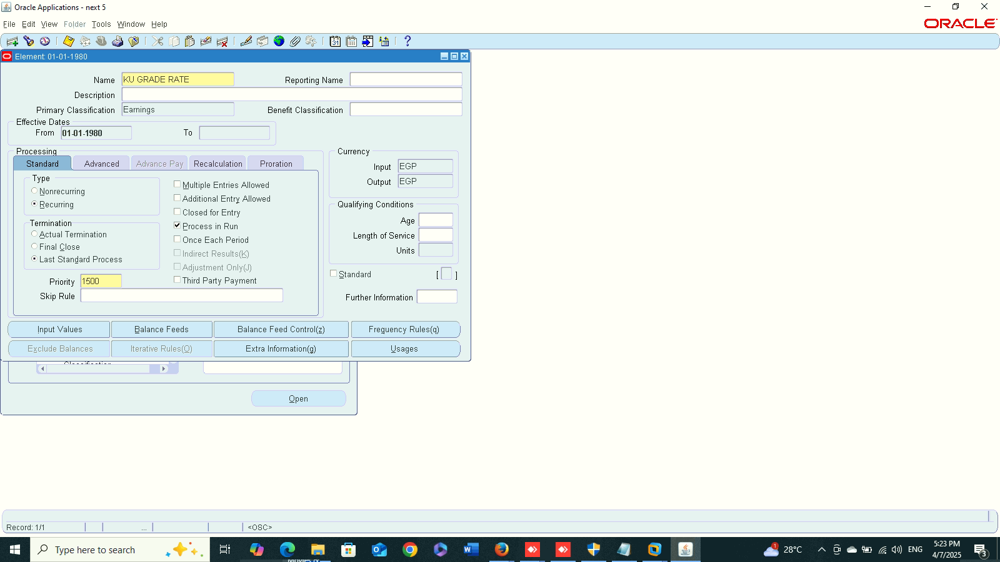 Oracle Applications - next 5
File Edit View Folder Tools Window Help
ORACLE
Element: 01-01-1980
Name KU GRADE RATE Reporting Name
Description
Primary Classification Earnings Benefit Classification
Effective Dates
From 01-01-1980 To
Processing
Standard Advanced Advance Pay Recalculation Proration
Type
Nonrecurring
Recurring
Termination
Actual Termination
Final Close
Last Standard Process
Priority 1500
Skip Rule
Multiple Entries Allowed
Additional Entry Allowed
Closed for Entry
Process in Run
Once Each Period
Indirect Results(K)
Adjustment Only(J)
Third Party Payment
Currency
Input EGP
Output EGP
Qualifying Conditions
Age
Length of Service
Units
Standard [ ]
Further Information
Input Values Balance Feeds Balance Feed Control(z) Frequency Rules(q)
Exclude Balances Iterative Rules(O) Extra Information(g) Usages
Classification
Open
Record: 1/1 ... <OSC>
Type here to search
1 28°C ENG 5:23 PM
4/7/2025 3
Movies &